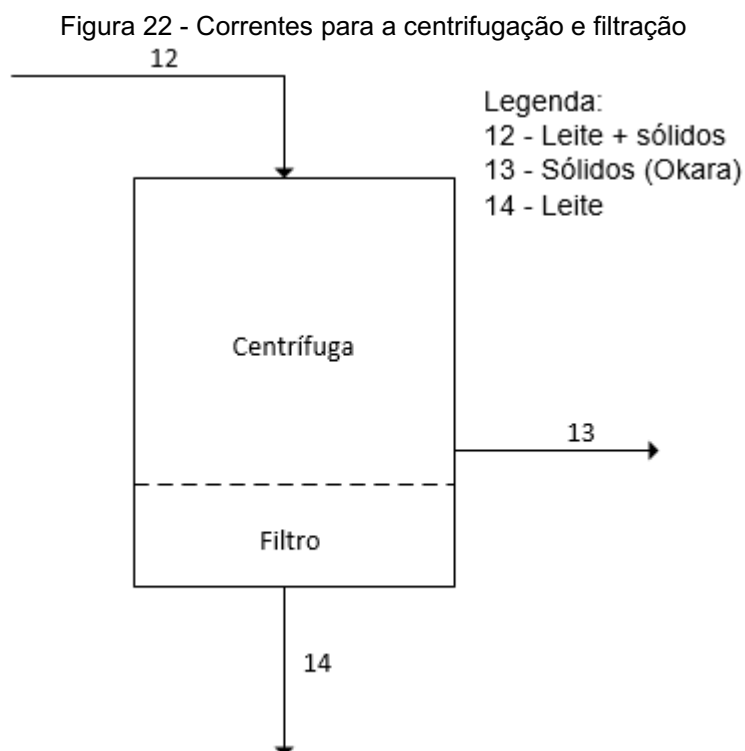 Figura 22 - Correntes para a centrifugação e filtração
12
Legenda:
12 - Leite + sólidos
13 - Sólidos (Okara)
14 - Leite
Centrífuga
13
Filtro
14